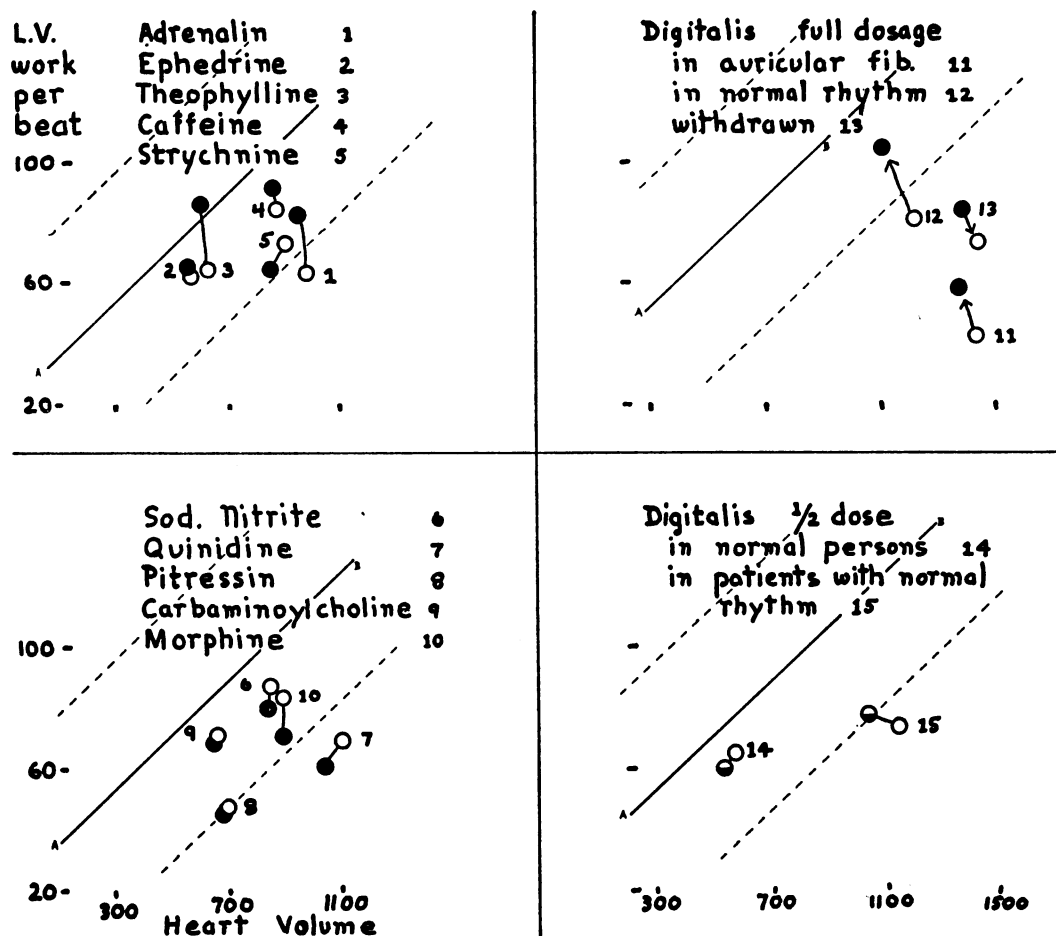 L.V. Adrenalin 1
work Ephedrine 2
per Theophylline 3
beat Caffeine 4
100 - Strychnine 5
4
5
2 3 1
60 -
A
20 -
Digitalis full dosage
in auricular fib. 11
in normal rhythm 12
withdrawn 13
B
12 13
A
11
Sod. Nitrite 6
Quinidine 7
Pitressin 8
Carbaminoylcholine 9
Morphine 10
B
100 -
6 10
9 7
60 -
8
A
20 -
300 700 1100
Heart Volume
Digitalis 1/2 dose
in normal persons 14
in patients with normal
rhythm 15
B
14 15
A
300 700 1100 1500